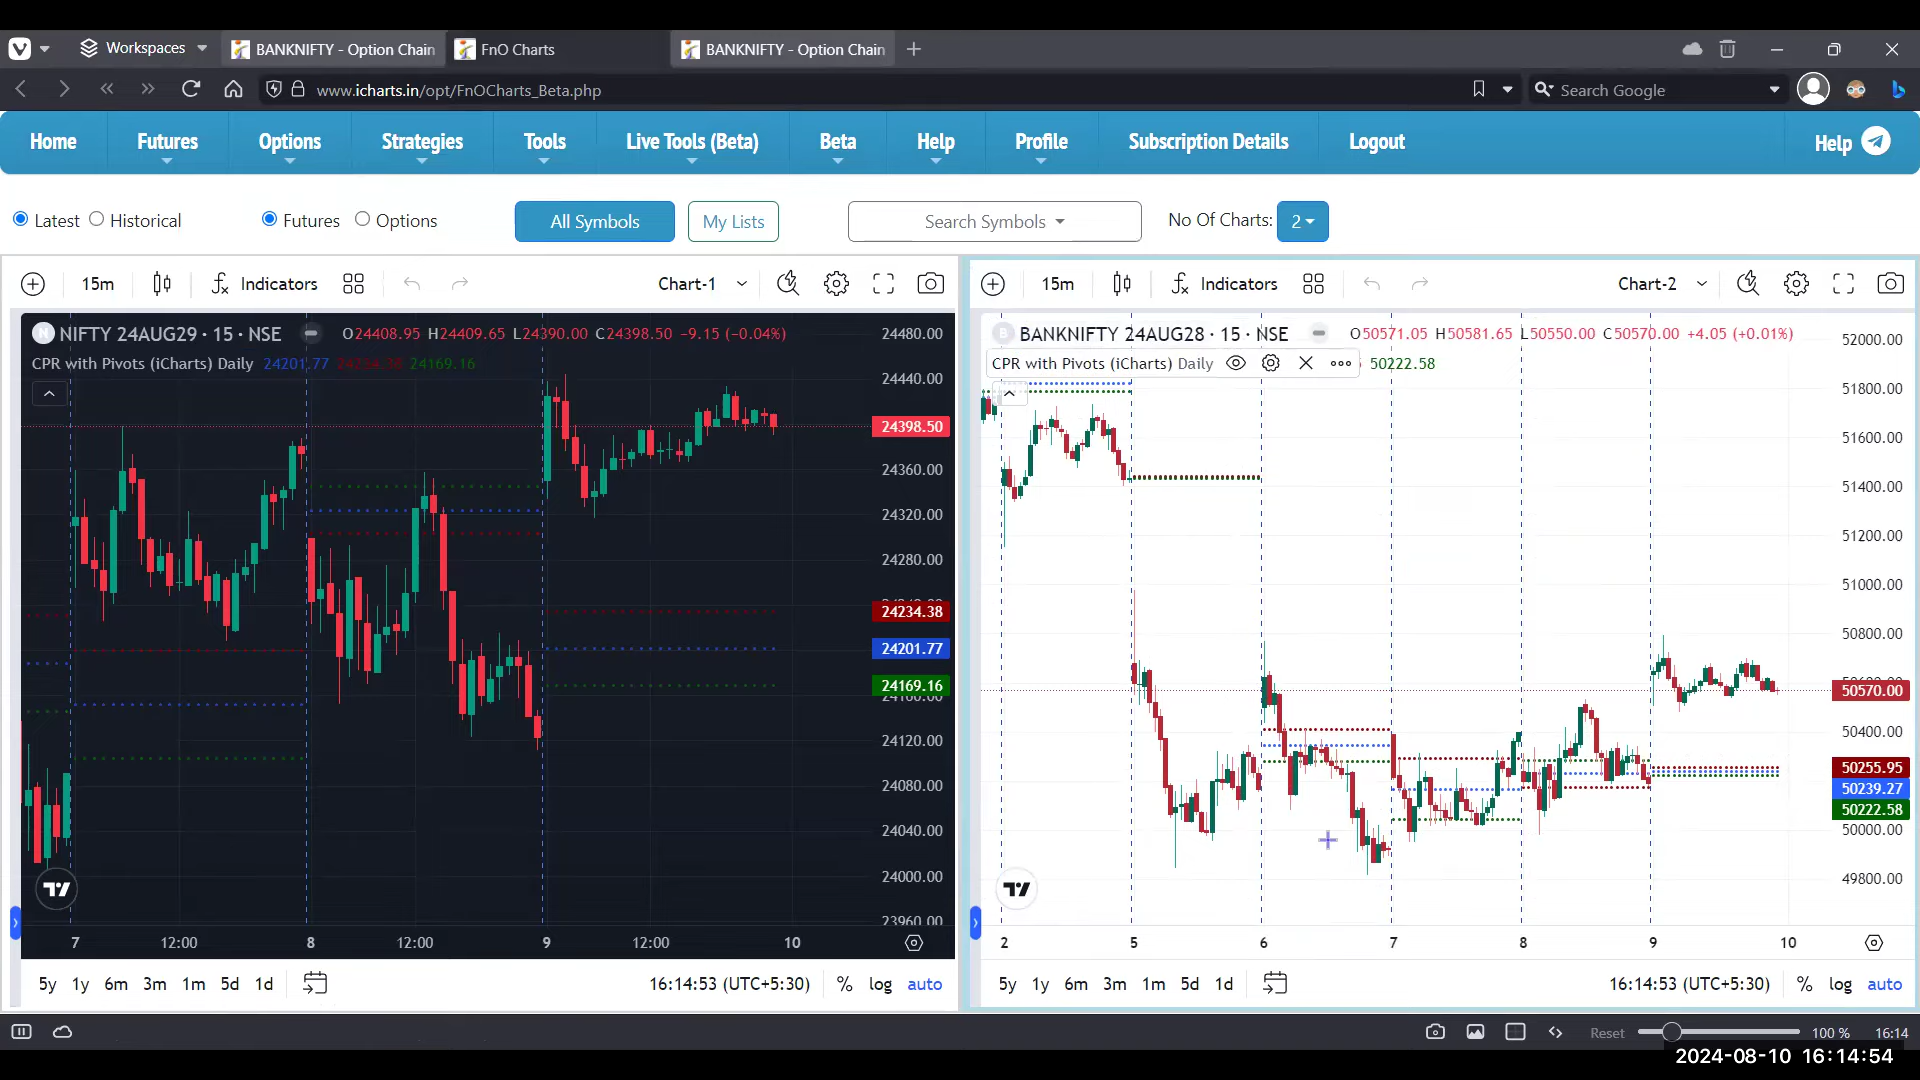 Workspaces
BANKNIFTY - Option Chain
FnO Charts
BANKNIFTY - Option Chain
www.icharts.in/opt/FnOCharts_Beta.php
Search Google
Home Futures Options Strategies Tools Live Tools (Beta) Beta Help Profile Subscription Details Logout Help
Latest Historical Futures Options All Symbols My Lists Search Symbols No Of Charts: 2
15m Indicators Chart-1
NIFTY 24AUG29 · 15 · NSE O24408.95 H24409.65 L24390.00 C24398.50 −9.15 (−0.04%)
CPR with Pivots (iCharts) Daily 24201.77 24234.38 24169.16
24480.00
24440.00
24398.50
24360.00
24320.00
24280.00
24234.38
24201.77
24169.16
24160.00
24120.00
24080.00
24040.00
24000.00
23960.00
7 12:00 8 12:00 9 12:00 10
5y 1y 6m 3m 1m 5d 1d 16:14:53 (UTC+5:30) % log auto
15m Indicators Chart-2
BANKNIFTY 24AUG28 · 15 · NSE O50571.05 H50581.65 L50550.00 C50570.00 +4.05 (+0.01%)
CPR with Pivots (iCharts) Daily 50222.58
52000.00
51800.00
51600.00
51400.00
51200.00
51000.00
50800.00
50570.00
50400.00
50255.95
50239.27
50222.58
50000.00
49800.00
2 5 6 7 8 9 10
5y 1y 6m 3m 1m 5d 1d 16:14:53 (UTC+5:30) % log auto
Reset 100 % 16:14
2024-08-10 16:14:54